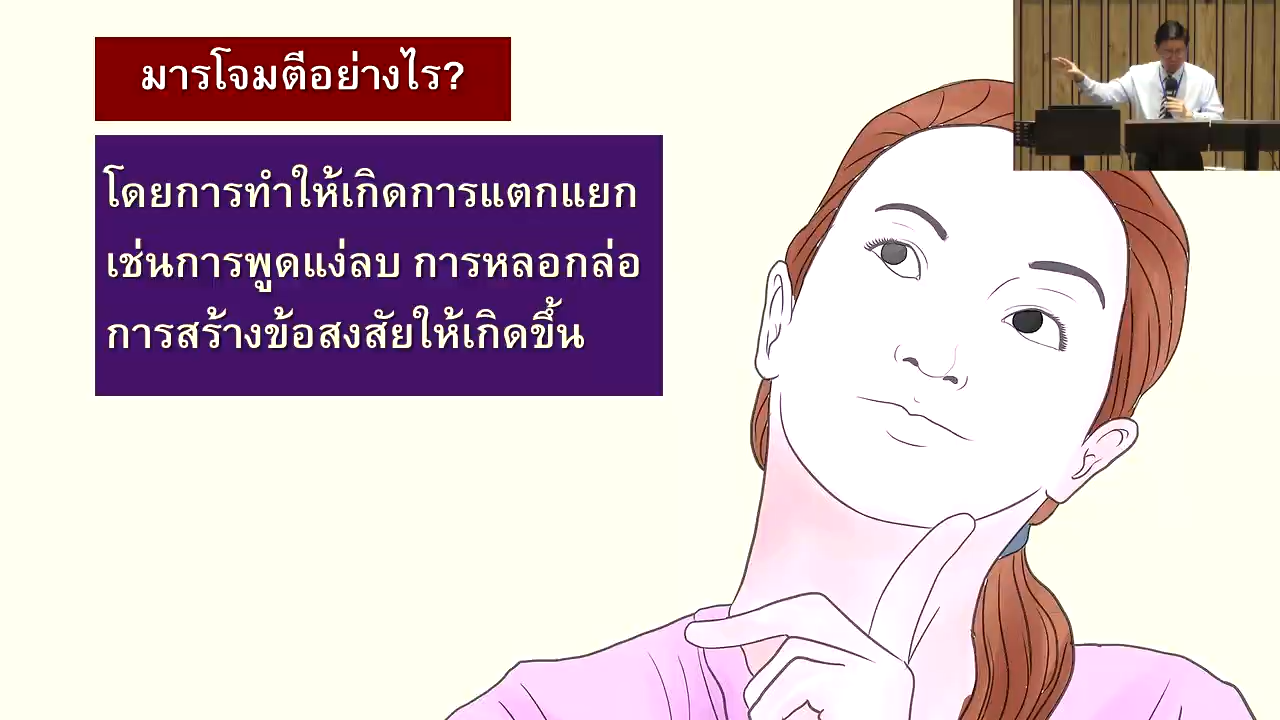 มารโจมตีอย่างไร?
โดยการทำให้เกิดการแตกแยก
เช่นการพูดแง่ลบ การหลอกล่อ
การสร้างข้อสงสัยให้เกิดขึ้น